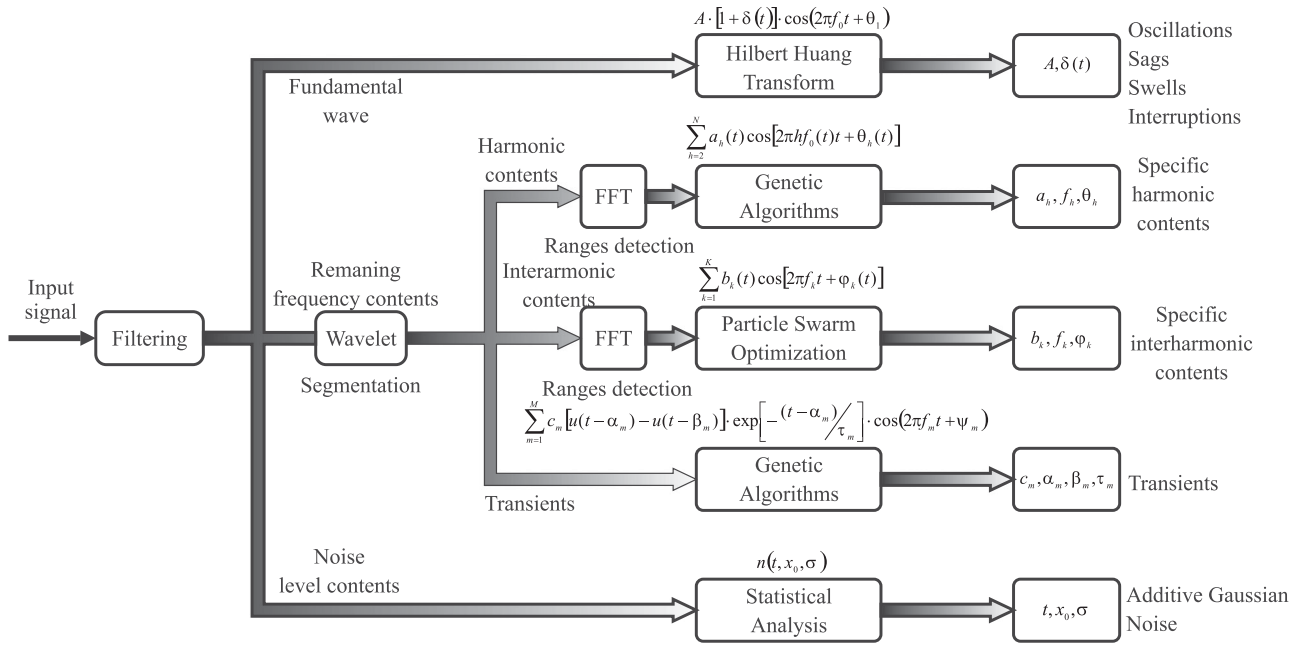 A·[1+δ(t)]·cos(2πf₀t+θ₁)
Hilbert Huang
Transform
A,δ(t)
Oscillations
Sags
Swells
Interruptions
Fundamental
wave
Harmonic
contents
FFT
Ranges detection
∑_{h=2}^{N} a_h(t)cos[2πhf₀(t)t+θ_h(t)]
Genetic
Algorithms
a_h, f_h, θ_h
Specific
harmonic
contents
Input
signal
Filtering
Remaning
frequency contents
Wavelet
Segmentation
Interarmonic
contents
FFT
Ranges detection
∑_{k=1}^{K} b_k(t)cos[2πf_k t+φ_k(t)]
Particle Swarm
Optimization
b_k, f_k, φ_k
Specific
interharmonic
contents
∑_{m=1}^{M} c_m[u(t-α_m)-u(t-β_m)]·exp[-(t-α_m)/τ_m]·cos(2πf_m t+ψ_m)
Transients
Genetic
Algorithms
c_m, α_m, β_m, τ_m
Transients
Noise
level contents
n(t,x₀,σ)
Statistical
Analysis
t, x₀, σ
Additive Gaussian
Noise